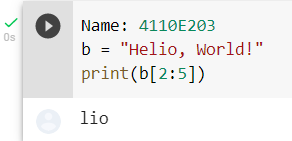 Name: 4110E203
0s
b = "Helio, World!"
print(b[2:5])
lio